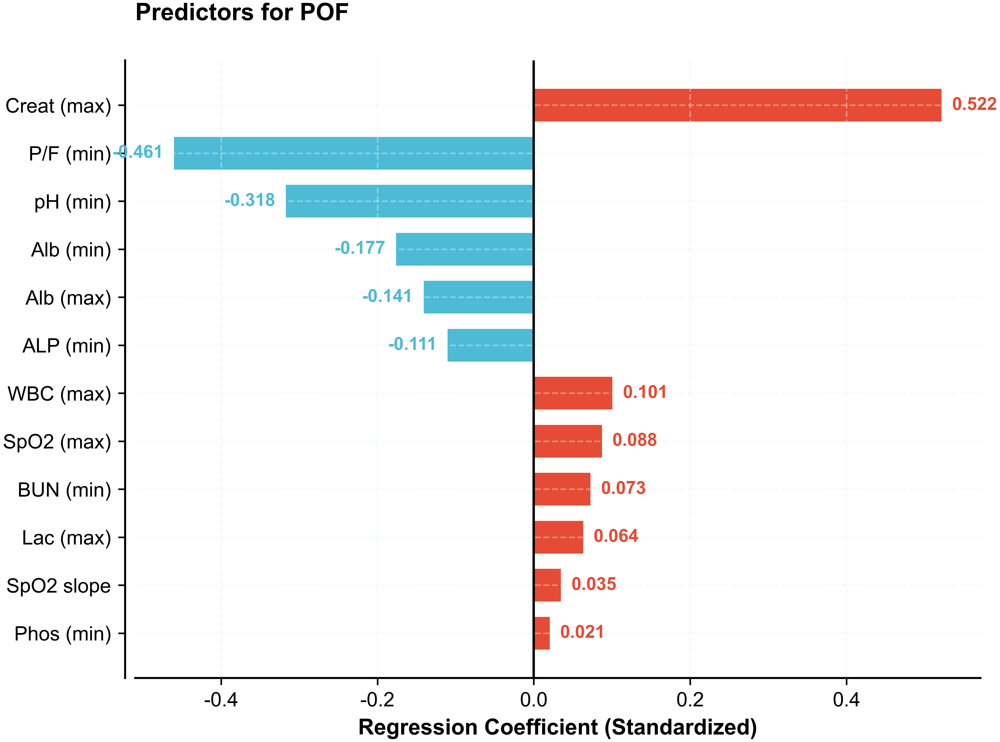 Predictors for POF
Creat (max) 0.522
P/F (min) -0.461
pH (min) -0.318
Alb (min) -0.177
Alb (max) -0.141
ALP (min) -0.111
WBC (max) 0.101
SpO2 (max) 0.088
BUN (min) 0.073
Lac (max) 0.064
SpO2 slope 0.035
Phos (min) 0.021
-0.4 -0.2 0.0 0.2 0.4
Regression Coefficient (Standardized)